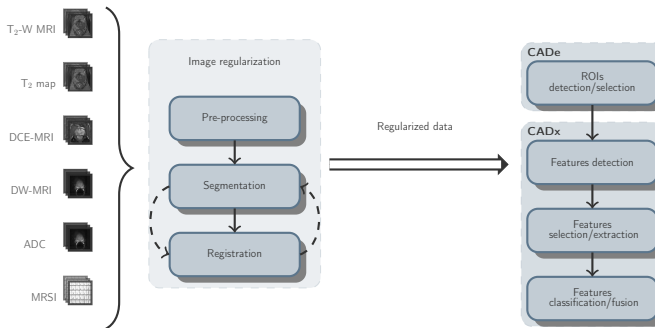 T₂-W MRI
T₂ map
DCE-MRI
DW-MRI
ADC
MRSI
Image regularization
Pre-processing
Segmentation
Registration
Regularized data
CADe
ROIs
detection/selection
CADx
Features detection
Features
selection/extraction
Features
classification/fusion